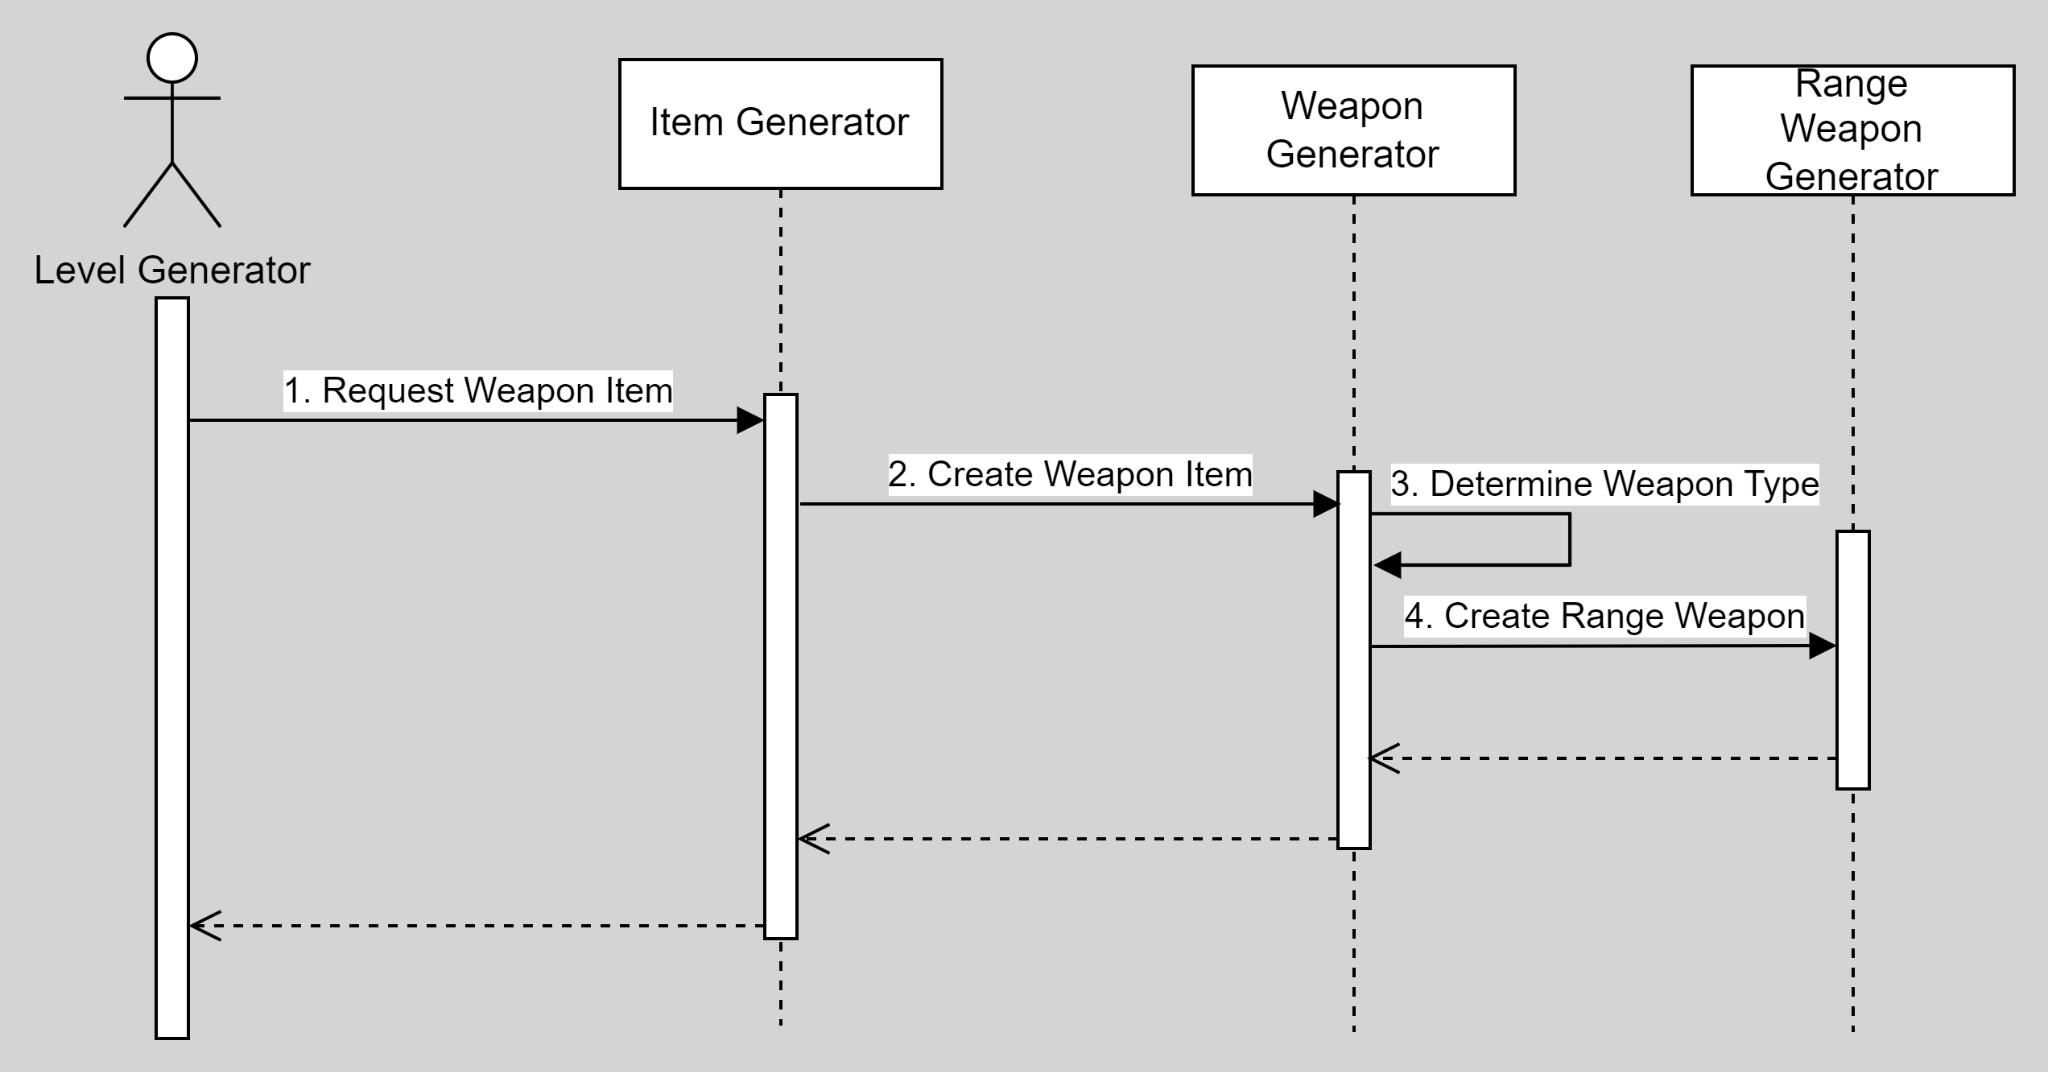 Item Generator
Weapon
Generator
Range
Weapon
Generator
Level Generator
1. Request Weapon Item
2. Create Weapon Item
3. Determine Weapon Type
4. Create Range Weapon